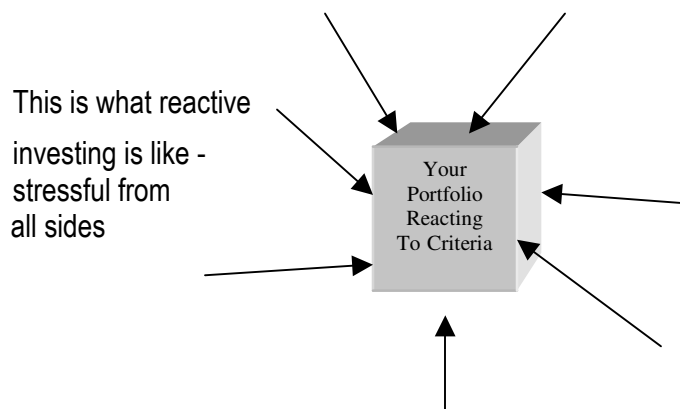 This is what reactive
investing is like -
stressful from
all sides
Your
Portfolio
Reacting
To Criteria